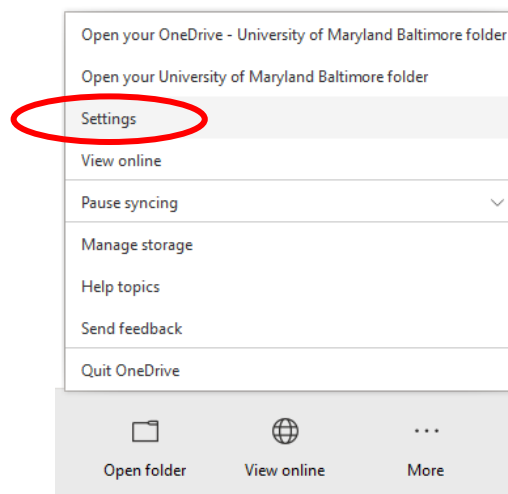 Open your OneDrive - University of Maryland Baltimore folder
Open your University of Maryland Baltimore folder
Settings
View online
Pause syncing
Manage storage
Help topics
Send feedback
Quit OneDrive
Open folder View online More